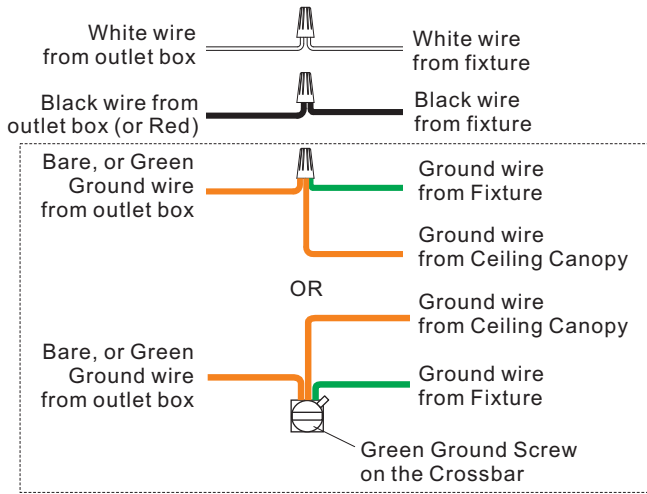 White wire
from outlet box
White wire
from fixture
Black wire from
outlet box (or Red)
Black wire
from fixture
Bare, or Green
Ground wire
from outlet box
Ground wire
from Fixture
Ground wire
from Ceiling Canopy
OR
Ground wire
from Ceiling Canopy
Bare, or Green
Ground wire
from outlet box
Ground wire
from Fixture
Green Ground Screw
on the Crossbar